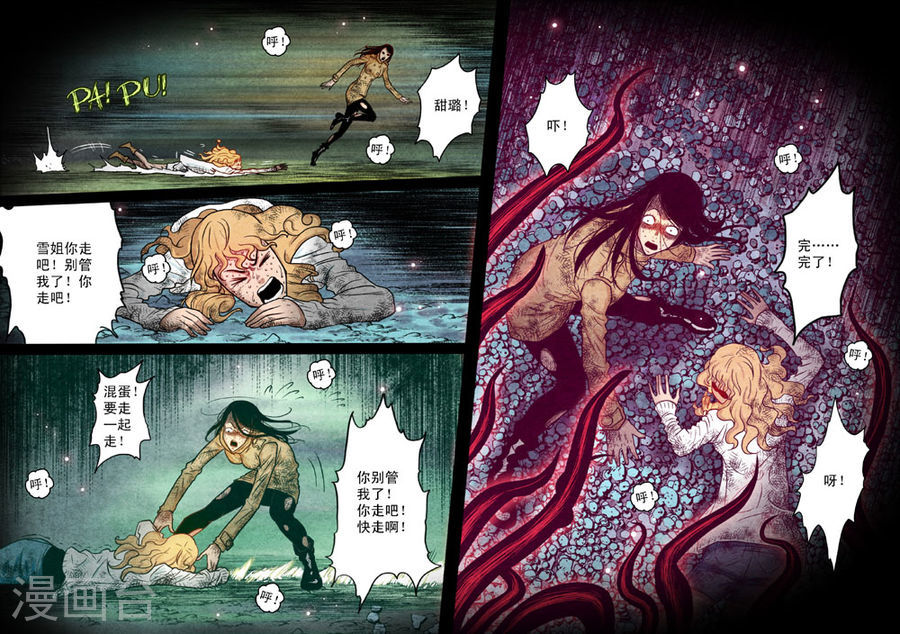 PA! PU!
呼！
呼！
甜璐！
雪姐你走
吧！别管
我了！你
走吧！
呼！
呼！
混蛋！
要走
一起
走！
呼！
呼！
呼！
你别管
我了！
你走吧！
快走啊！
吓！
呼！
完……
完了！
呼！
呀！
呼！
漫画台